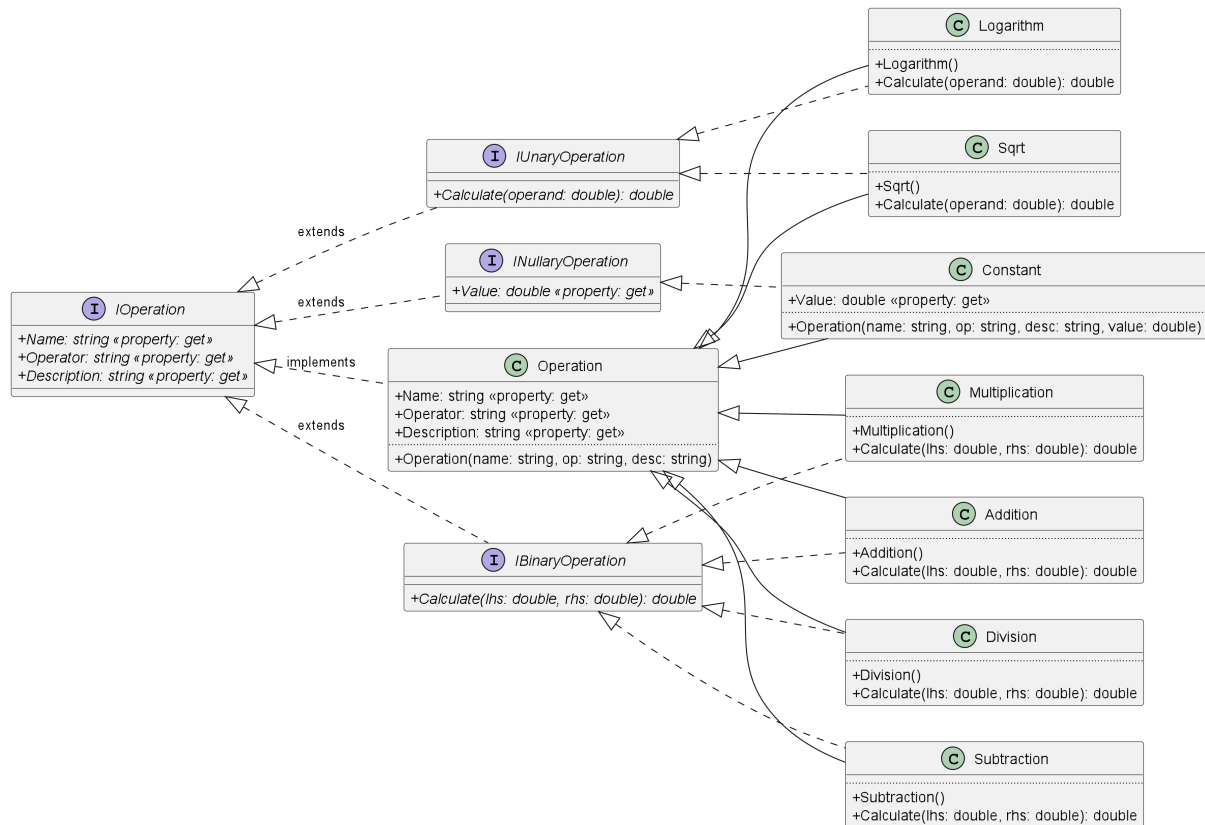 C Logarithm
+Logarithm()
+Calculate(operand: double): double
C Sqrt
+Sqrt()
+Calculate(operand: double): double
I IUnaryOperation
+Calculate(operand: double): double
extends
I INullaryOperation
+Value: double «property: get»
C Constant
+Value: double «property: get»
+Operation(name: string, op: string, desc: string, value: double)
I IOperation
+Name: string «property: get»
+Operator: string «property: get»
+Description: string «property: get»
extends
implements
extends
C Operation
+Name: string «property: get»
+Operator: string «property: get»
+Description: string «property: get»
+Operation(name: string, op: string, desc: string)
C Multiplication
+Multiplication()
+Calculate(lhs: double, rhs: double): double
C Addition
+Addition()
+Calculate(lhs: double, rhs: double): double
I IBinaryOperation
+Calculate(lhs: double, rhs: double): double
C Division
+Division()
+Calculate(lhs: double, rhs: double): double
C Subtraction
+Subtraction()
+Calculate(lhs: double, rhs: double): double